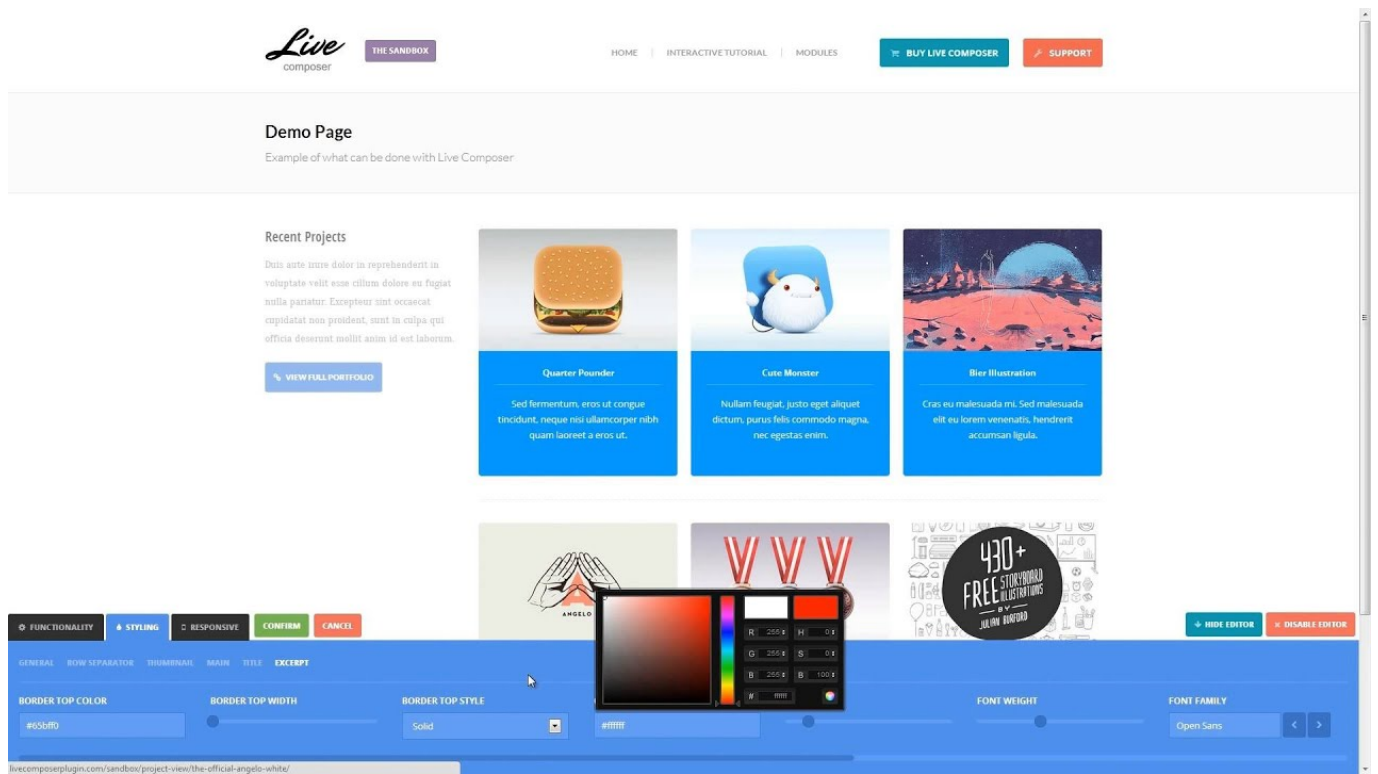 Live
composer
THE SANDBOX
HOME
INTERACTIVE TUTORIAL
MODULES
BUY LIVE COMPOSER
SUPPORT
Demo Page
Example of what can be done with Live Composer
Recent Projects
Duis aute irure dolor in reprehenderit in
voluptate velit esse cillum dolore eu fugiat
nulla pariatur. Excepteur sint occaecat
cupidatat non proident, sunt in culpa qui
officia deserunt mollit anim id est laborum.
VIEW FULL PORTFOLIO
Quarter Pounder
Sed fermentum, eros ut congue
tincidunt, neque nisi ullamcorper nibh
quam laoreet a eros ut.
Cute Monster
Nullam feugiat, justo eget aliquet
dictum, purus felis commodo magna,
nec egestas enim.
Bier Illustration
Cras eu malesuada mi. Sed malesuada
elit eu lorem venenatis, hendrerit
accumsan ligula.
ANGELO
430+
FREE STORYBOARD
ILLUSTRATIONS
BY
JULIAN BURFORD
FUNCTIONALITY
STYLING
RESPONSIVE
CONFIRM
CANCEL
HIDE EDITOR
DISABLE EDITOR
GENERAL ROW SEPARATOR THUMBNAIL MAIN TITLE EXCERPT
R 255 H 0
G 255 S 0
B 255 B 100
# ffffff
BORDER TOP COLOR
#65bff0
BORDER TOP WIDTH
BORDER TOP STYLE
Solid
#ffffff
FONT WEIGHT
FONT FAMILY
Open Sans
livecomposerplugin.com/sandbox/project-view/the-official-angelo-white/